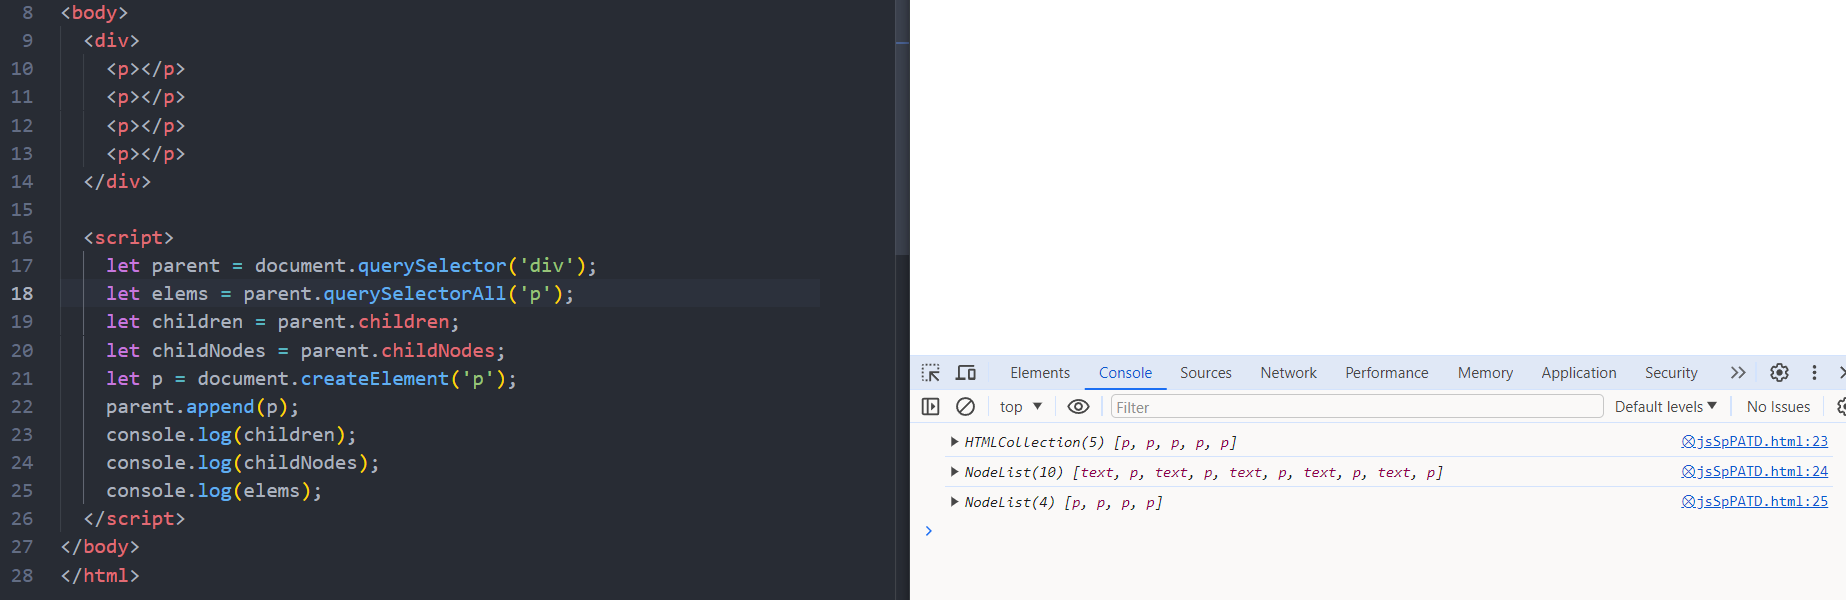 8 <body>
9 <div>
10 <p></p>
11 <p></p>
12 <p></p>
13 <p></p>
14 </div>
15
16 <script>
17 let parent = document.querySelector('div');
18 let elems = parent.querySelectorAll('p');
19 let children = parent.children;
20 let childNodes = parent.childNodes;
21 let p = document.createElement('p');
22 parent.append(p);
23 console.log(children);
24 console.log(childNodes);
25 console.log(elems);
26 </script>
27 </body>
28 </html>
Elements Console Sources Network Performance Memory Application Security
top Filter Default levels No Issues
HTMLCollection(5) [p, p, p, p, p] jsSpPATD.html:23
NodeList(10) [text, p, text, p, text, p, text, p, text, p] jsSpPATD.html:24
NodeList(4) [p, p, p, p] jsSpPATD.html:25